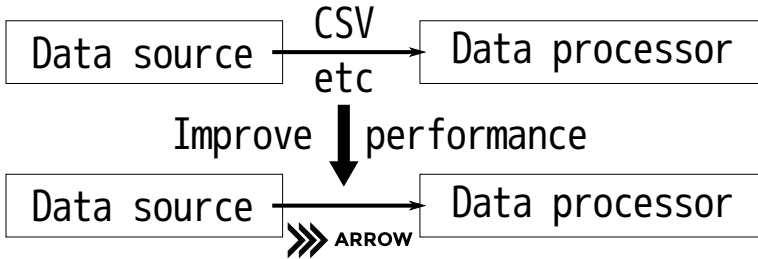 CSV
Data source
Data processor
etc
Improve performance
Data source
Data processor
ARROW